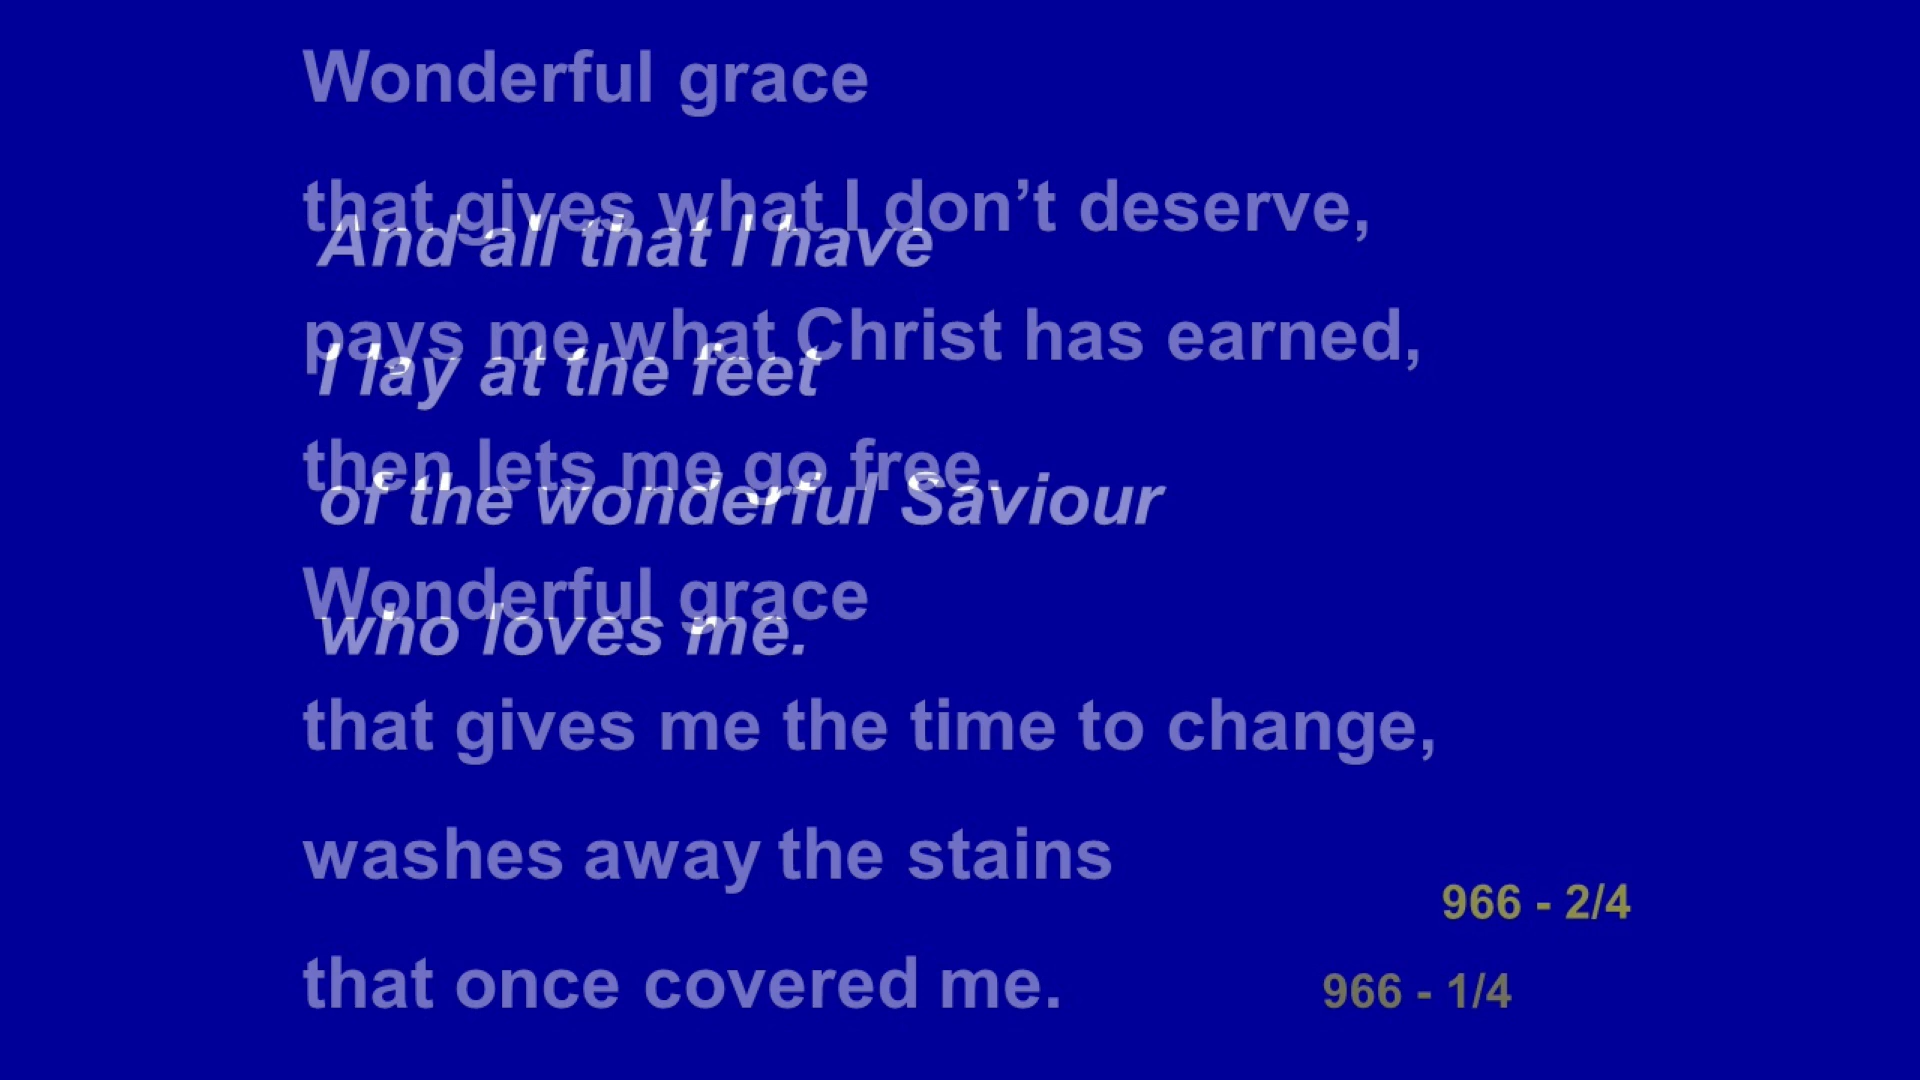 Wonderful grace
that gives what I don’t deserve,
And all that I have
pays me what Christ has earned,
I lay at the feet
then lets me go free.
of the wonderful Saviour
Wonderful grace
who loves me.
that gives me the time to change,
washes away the stains
966 - 2/4
that once covered me.
966 - 1/4